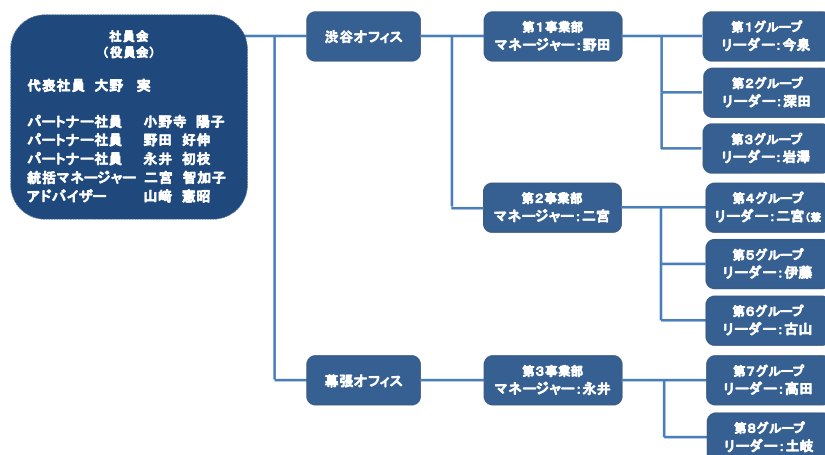 社員会
（役員会）
代表社員 大野 実
パートナー社員 小野寺 陽子
パートナー社員 野田 好伸
パートナー社員 永井 初枝
統括マネージャー 二宮 智加子
アドバイザー 山﨑 憲昭
渋谷オフィス
第１事業部
マネージャー：野田
第１グループ
リーダー：今泉
第２グループ
リーダー：深田
第３グループ
リーダー：岩澤
第２事業部
マネージャー：二宮
第４グループ
リーダー：二宮（兼
第５グループ
リーダー：伊藤
第６グループ
リーダー：古山
幕張オフィス
第３事業部
マネージャー：永井
第７グループ
リーダー：高田
第８グループ
リーダー：土岐